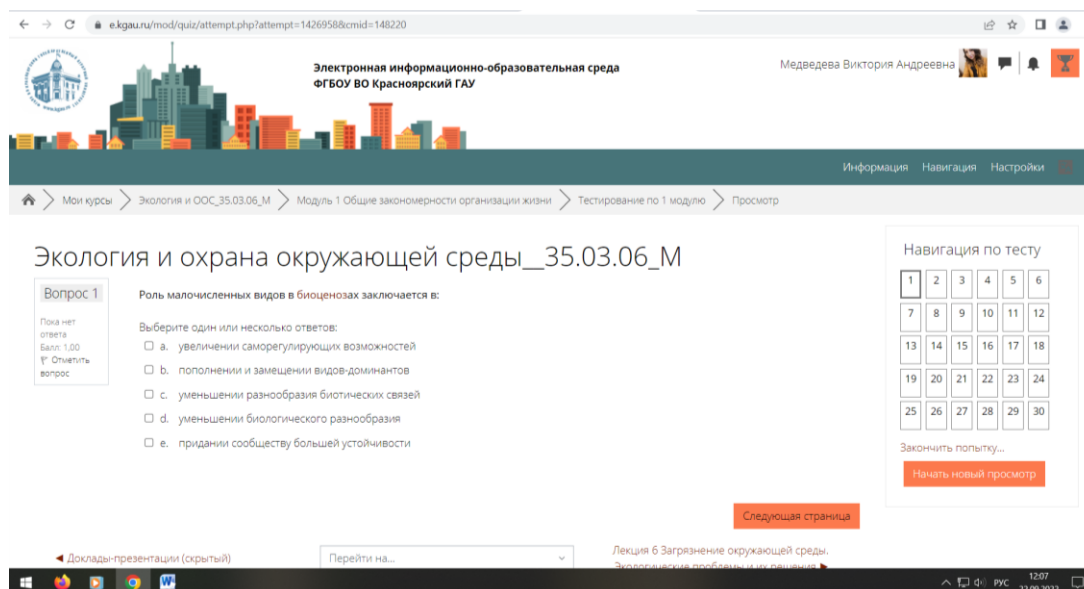 e.kgau.ru/mod/quiz/attempt.php?attempt=1426958&cmid=148220
Электронная информационно-образовательная среда
ФГБОУ ВО Красноярский ГАУ
Медведева Виктория Андреевна
Информация Навигация Настройки
Мои курсы Экология и ООС_35.03.06_М Модуль 1 Общие закономерности организации жизни Тестирование по 1 модулю Просмотр
Экология и охрана окружающей среды__35.03.06_М
Вопрос 1
Пока нет
ответа
Балл: 1,00
Отметить
вопрос
Роль малочисленных видов в биоценозах заключается в:
Выберите один или несколько ответов:
a. увеличении саморегулирующих возможностей
b. пополнении и замещении видов-доминантов
c. уменьшении разнообразия биотических связей
d. уменьшении биологического разнообразия
e. придании сообществу большей устойчивости
Навигация по тесту
1 2 3 4 5 6
7 8 9 10 11 12
13 14 15 16 17 18
19 20 21 22 23 24
25 26 27 28 29 30
Закончить попытку...
Начать новый просмотр
Следующая страница
◄ Доклады-презентации (скрытый)
Перейти на...
Лекция 6 Загрязнение окружающей среды.
Экологические проблемы и их решения ►
РУС
12:07